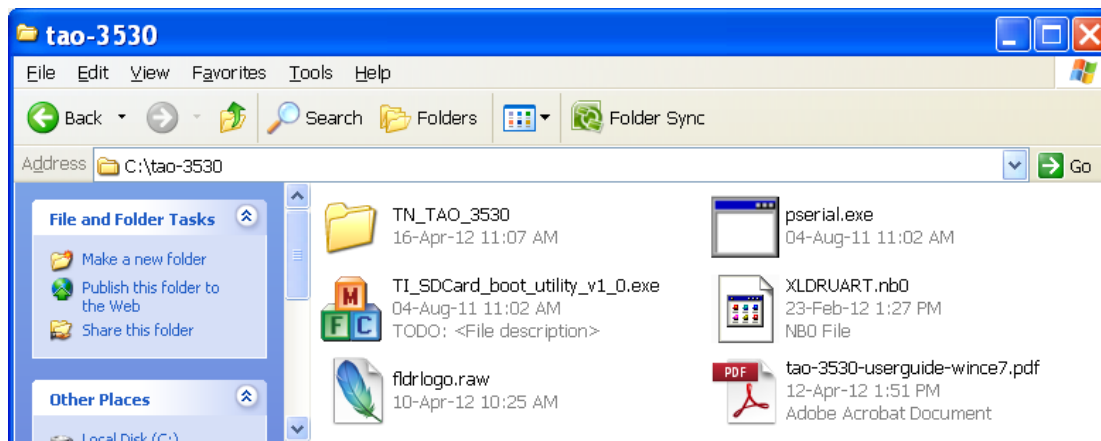 tao-3530
File Edit View Favorites Tools Help
Back Search Folders Folder Sync
Address C:\tao-3530 Go
File and Folder Tasks
Make a new folder
Publish this folder to
the Web
Share this folder
Other Places
Local Disk (C:)
TN_TAO_3530
16-Apr-12 11:07 AM
pserial.exe
04-Aug-11 11:02 AM
TI_SDCard_boot_utility_v1_0.exe
04-Aug-11 11:02 AM
TODO: <File description>
XLDRUART.nb0
23-Feb-12 1:27 PM
NB0 File
fldrlogo.raw
10-Apr-12 10:25 AM
tao-3530-userguide-wince7.pdf
12-Apr-12 1:51 PM
Adobe Acrobat Document
M
F C
PDF